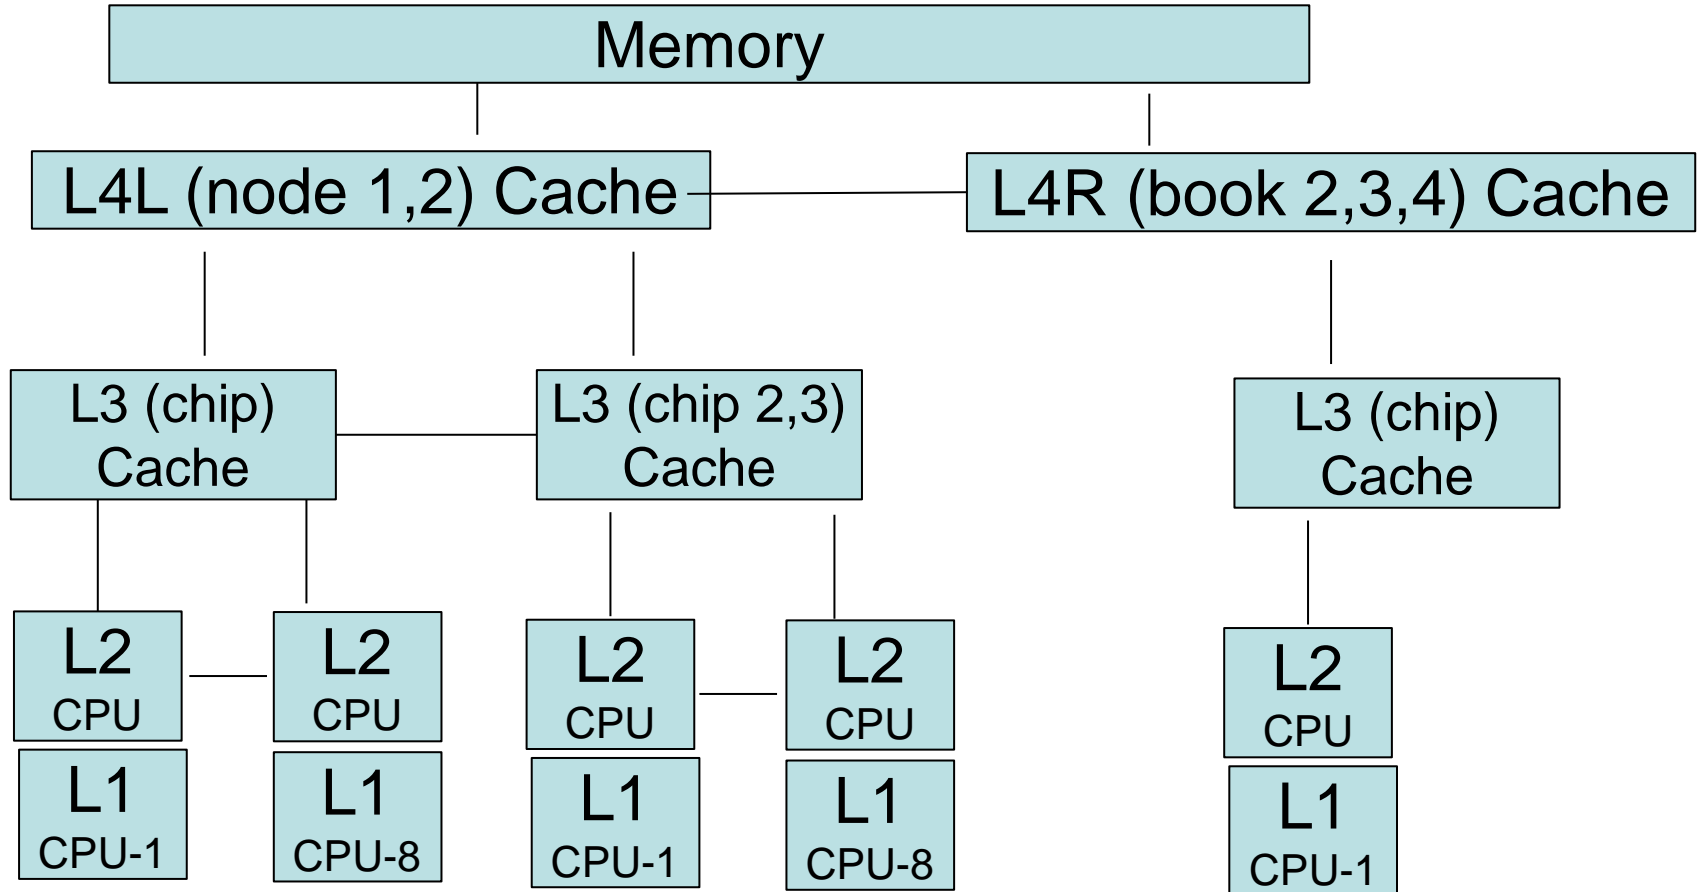 Memory
L4L (node 1,2) Cache
L4R (book 2,3,4) Cache
L3 (chip)
Cache
L3 (chip 2,3)
Cache
L3 (chip)
Cache
L2
CPU
L2
CPU
L2
CPU
L2
CPU
L2
CPU
L1
CPU-1
L1
CPU-8
L1
CPU-1
L1
CPU-8
L1
CPU-1